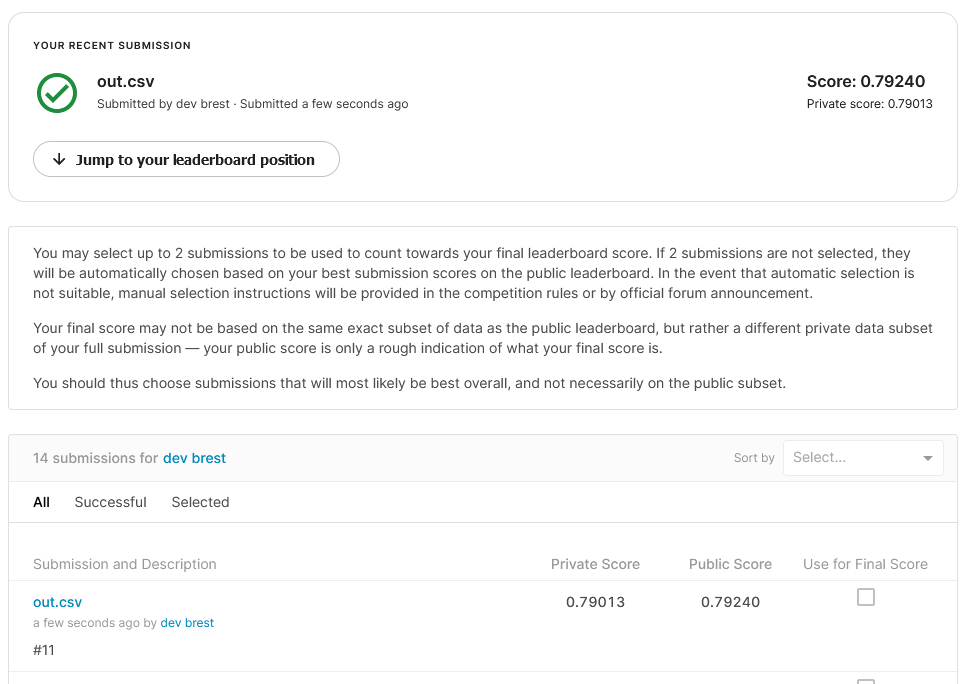 YOUR RECENT SUBMISSION
out.csv
Submitted by dev brest · Submitted a few seconds ago
Score: 0.79240
Private score: 0.79013
Jump to your leaderboard position
You may select up to 2 submissions to be used to count towards your final leaderboard score. If 2 submissions are not selected, they
will be automatically chosen based on your best submission scores on the public leaderboard. In the event that automatic selection is
not suitable, manual selection instructions will be provided in the competition rules or by official forum announcement.
Your final score may not be based on the same exact subset of data as the public leaderboard, but rather a different private data subset
of your full submission — your public score is only a rough indication of what your final score is.
You should thus choose submissions that will most likely be best overall, and not necessarily on the public subset.
14 submissions for dev brest
Sort by
Select...
All Successful Selected
Submission and Description Private Score Public Score Use for Final Score
out.csv 0.79013 0.79240
a few seconds ago by dev brest
#11